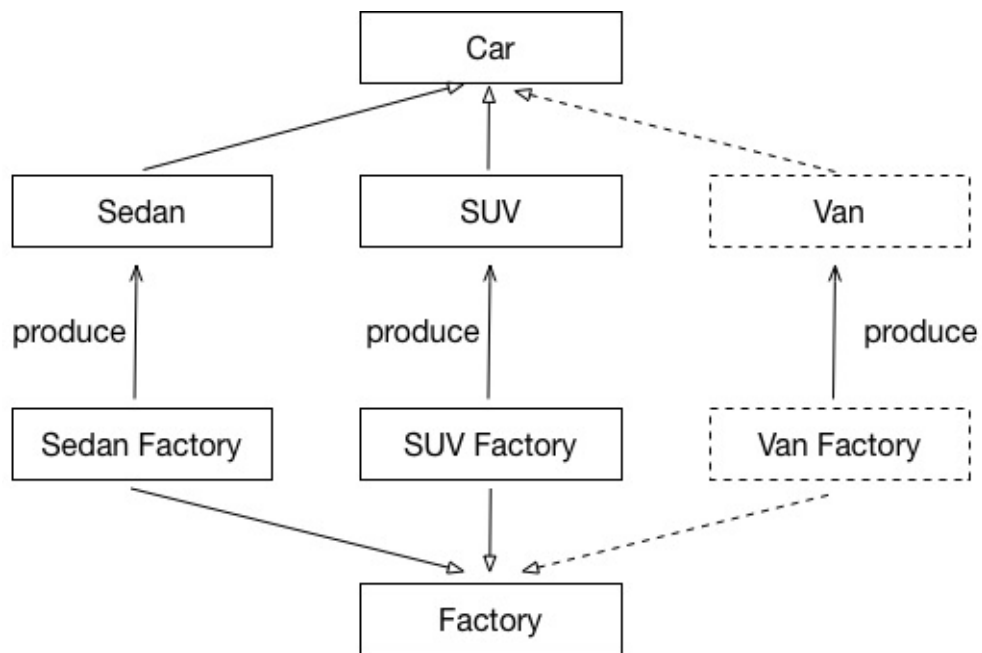 Car
Sedan
SUV
Van
produce
produce
produce
Sedan Factory
SUV Factory
Van Factory
Factory